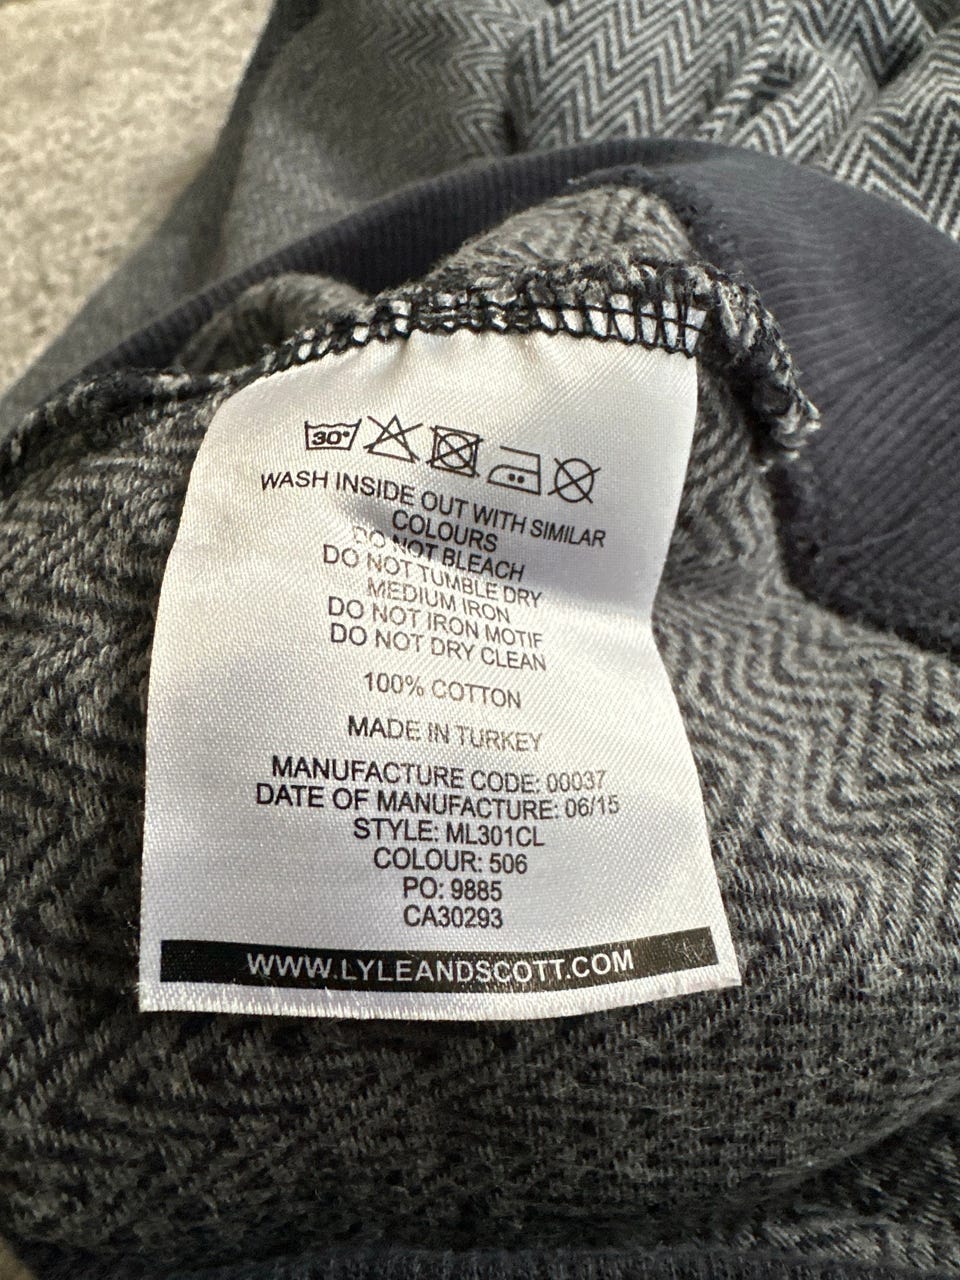 30°
WASH INSIDE OUT WITH SIMILAR
COLOURS
DO NOT BLEACH
DO NOT TUMBLE DRY
MEDIUM IRON
DO NOT IRON MOTIF
DO NOT DRY CLEAN
100% COTTON
MADE IN TURKEY
MANUFACTURE CODE: 00037
DATE OF MANUFACTURE: 06/15
STYLE: ML301CL
COLOUR: 506
PO: 9885
CA30293
WWW.LYLEANDSCOTT.COM